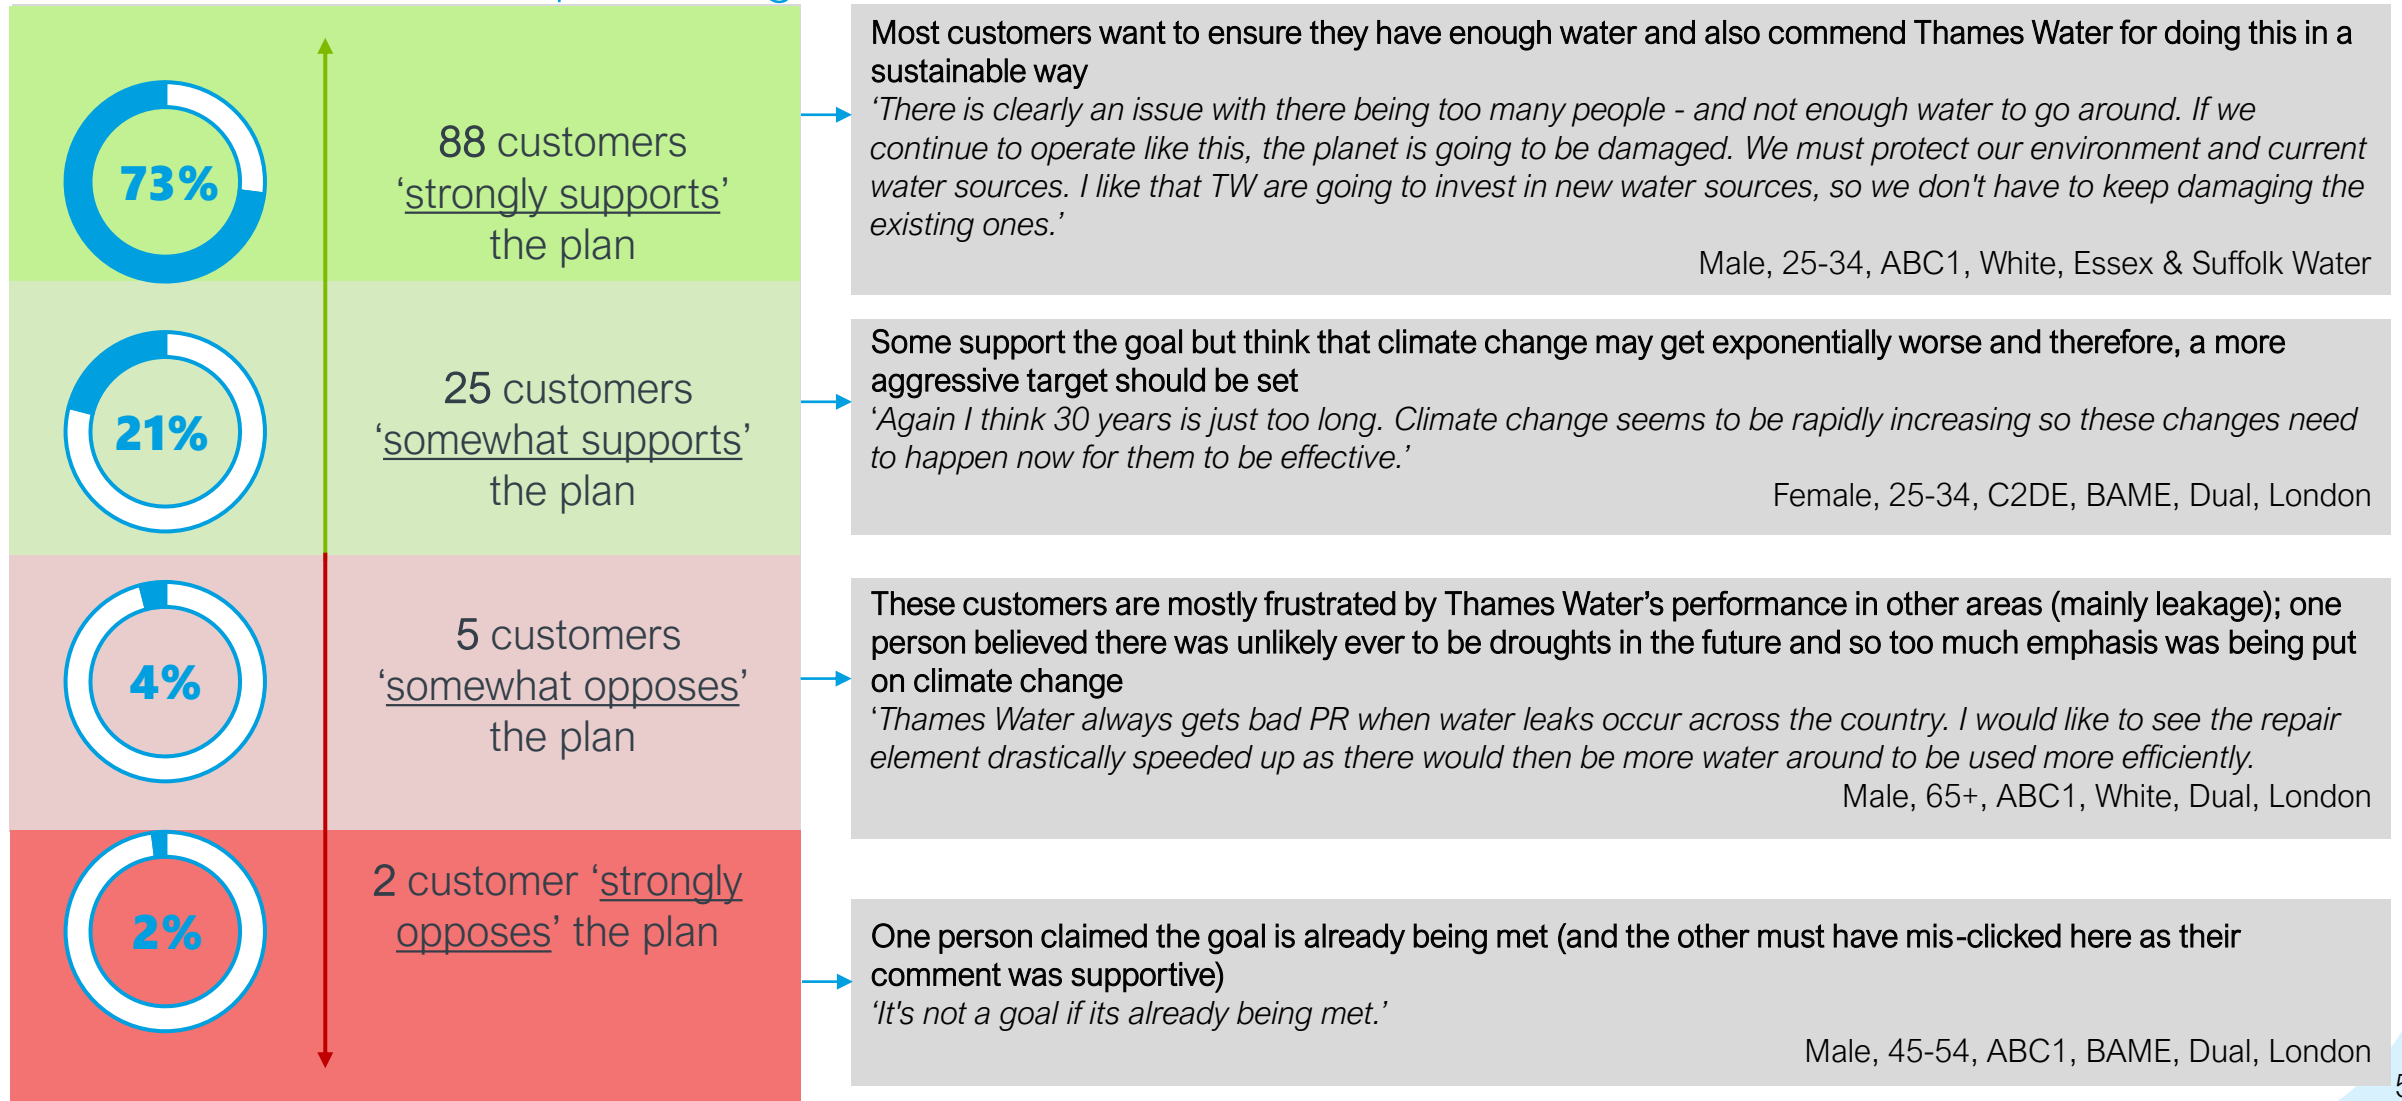 73%
88 customers
‘strongly supports’
the plan
Most customers want to ensure they have enough water and also commend Thames Water for doing this in a
sustainable way
‘There is clearly an issue with there being too many people - and not enough water to go around. If we
continue to operate like this, the planet is going to be damaged. We must protect our environment and current
water sources. I like that TW are going to invest in new water sources, so we don't have to keep damaging the
existing ones.’
Male, 25-34, ABC1, White, Essex & Suffolk Water
21%
25 customers
‘somewhat supports’
the plan
Some support the goal but think that climate change may get exponentially worse and therefore, a more
aggressive target should be set
‘Again I think 30 years is just too long. Climate change seems to be rapidly increasing so these changes need
to happen now for them to be effective.’
Female, 25-34, C2DE, BAME, Dual, London
4%
5 customers
‘somewhat opposes’
the plan
These customers are mostly frustrated by Thames Water’s performance in other areas (mainly leakage); one
person believed there was unlikely ever to be droughts in the future and so too much emphasis was being put
on climate change
‘Thames Water always gets bad PR when water leaks occur across the country. I would like to see the repair
element drastically speeded up as there would then be more water around to be used more efficiently.
Male, 65+, ABC1, White, Dual, London
2%
2 customer ‘strongly
opposes’ the plan
One person claimed the goal is already being met (and the other must have mis-clicked here as their
comment was supportive)
‘It's not a goal if its already being met.’
Male, 45-54, ABC1, BAME, Dual, London